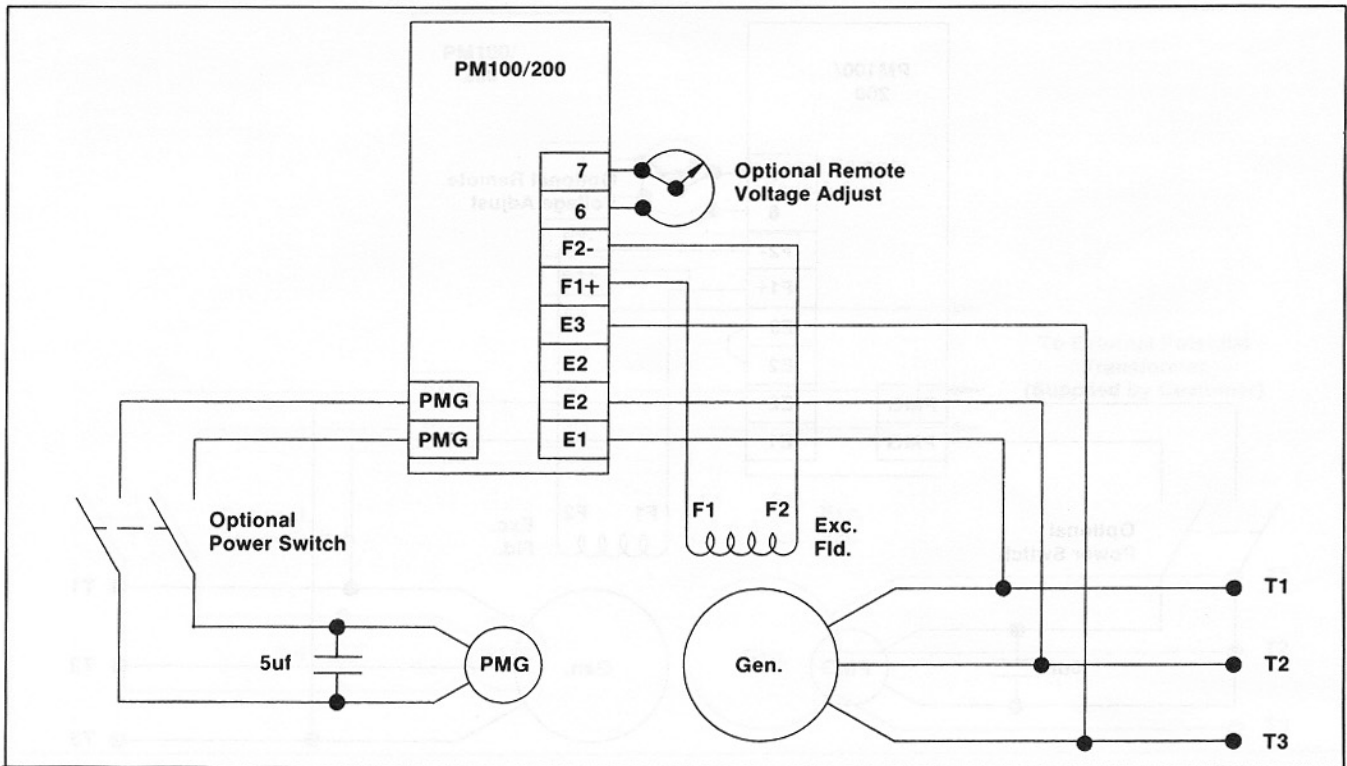 PM100/200
7
Optional Remote
Voltage Adjust
6
F2-
F1+
E3
E2
PMG
E2
PMG
E1
Optional
Power Switch
F1
F2
Exc.
Fld.
T1
5uf
PMG
Gen.
T2
T3